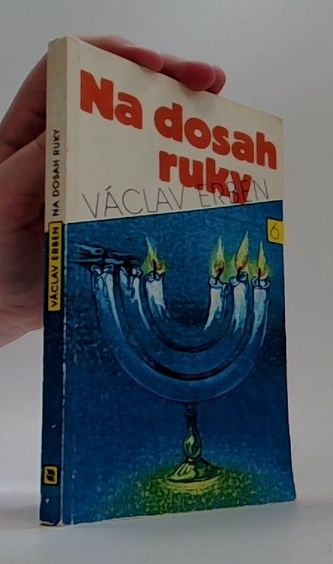 Na dosah
ruky
VÁCLAV ERBEN
6
VÁCLAV ERBEN NA DOSAH RUKY